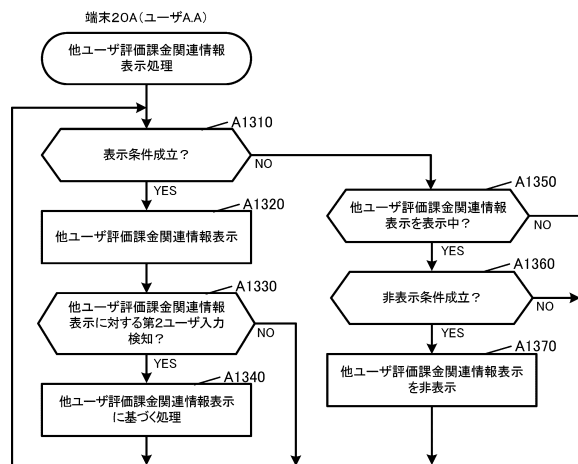 端末20A(ユーザA.A)
他ユーザ評価課金関連情報
表示処理
A1310
表示条件成立?
NO
YES
A1320
他ユーザ評価課金関連情報表示
A1330
他ユーザ評価課金関連情報
表示に対する第2ユーザ入力
検知?
NO
YES
A1340
他ユーザ評価課金関連情報表示
に基づく処理
A1350
他ユーザ評価課金関連情報
表示を表示中?
NO
YES
A1360
非表示条件成立?
NO
YES
A1370
他ユーザ評価課金関連情報表示
を非表示